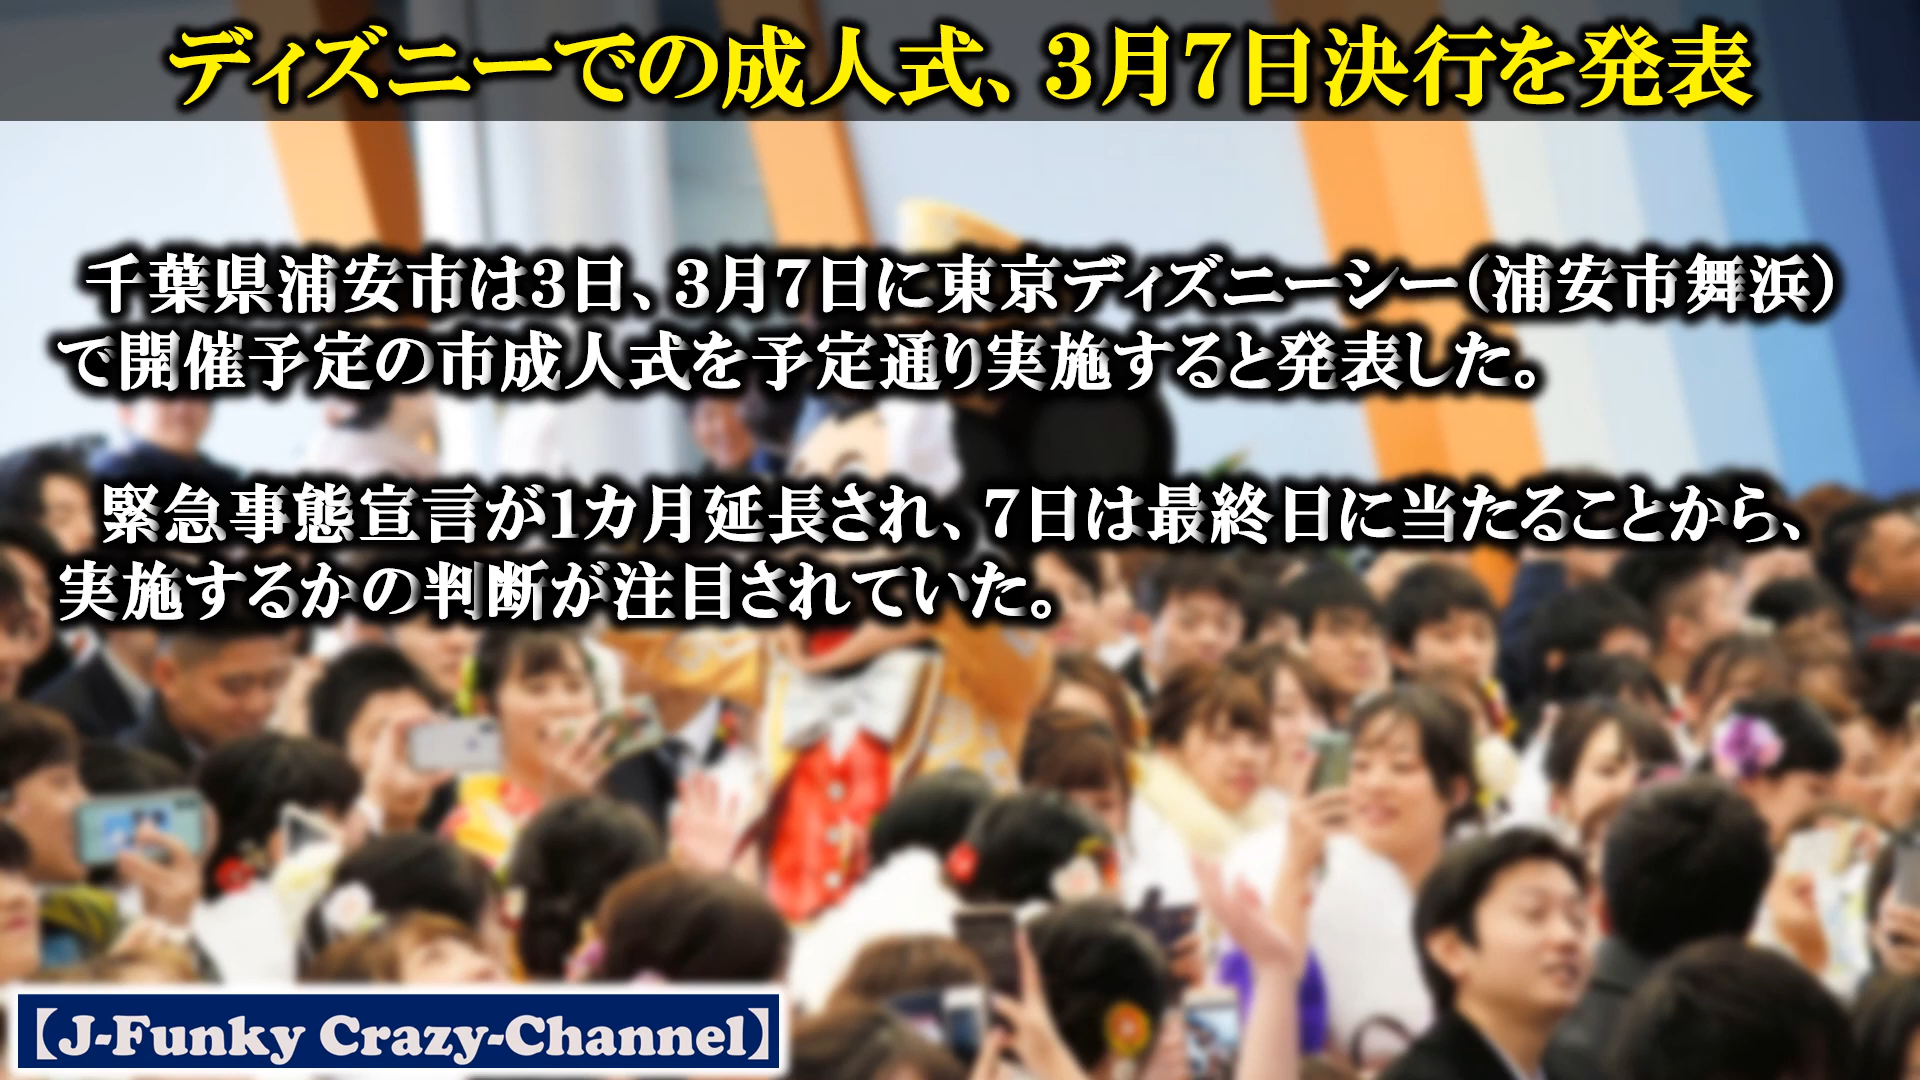 ディズニーでの成人式、3月7日決行を発表
千葉県浦安市は3日、3月7日に東京ディズニーシー（浦安市舞浜）
で開催予定の市成人式を予定通り実施すると発表した。
緊急事態宣言が1カ月延長され、7日は最終日に当たることから、
実施するかの判断が注目されていた。
【J-Funky Crazy-Channel】